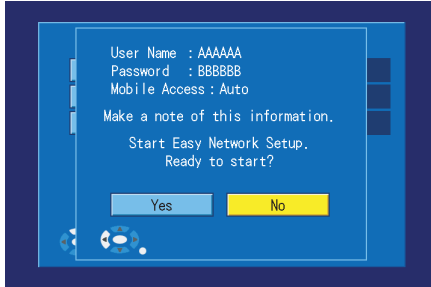 User Name : AAAAAA
Password : BBBBBB
Mobile Access : Auto
Make a note of this information.
Start Easy Network Setup.
Ready to start?
Yes No